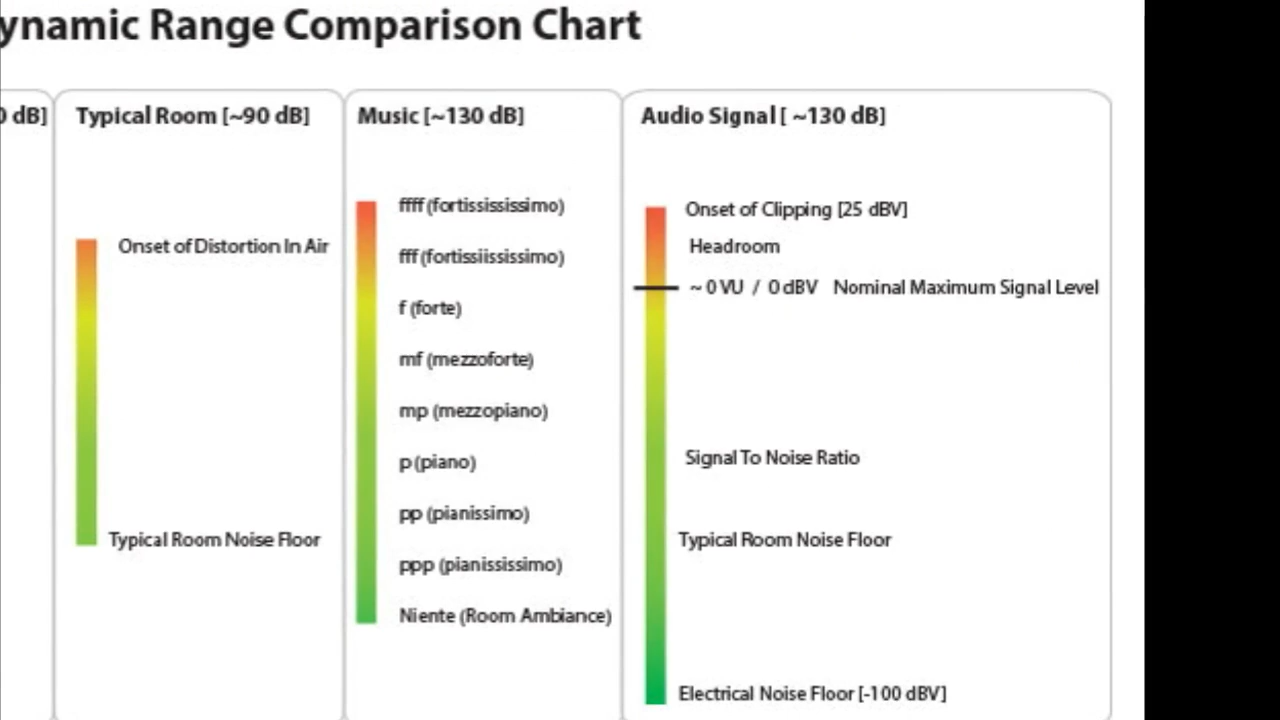 ynamic Range Comparison Chart
0 dB]
Typical Room [~90 dB]
Onset of Distortion In Air
Typical Room Noise Floor
Music [~130 dB]
ffff (fortissississimo)
fff (fortissiississimo)
f (forte)
mf (mezzoforte)
mp (mezzopiano)
p (piano)
pp (pianissimo)
ppp (pianississimo)
Niente (Room Ambiance)
Audio Signal [ ~130 dB]
Onset of Clipping [25 dBV]
Headroom
~ 0 VU / 0 dBV Nominal Maximum Signal Level
Signal To Noise Ratio
Typical Room Noise Floor
Electrical Noise Floor [-100 dBV]